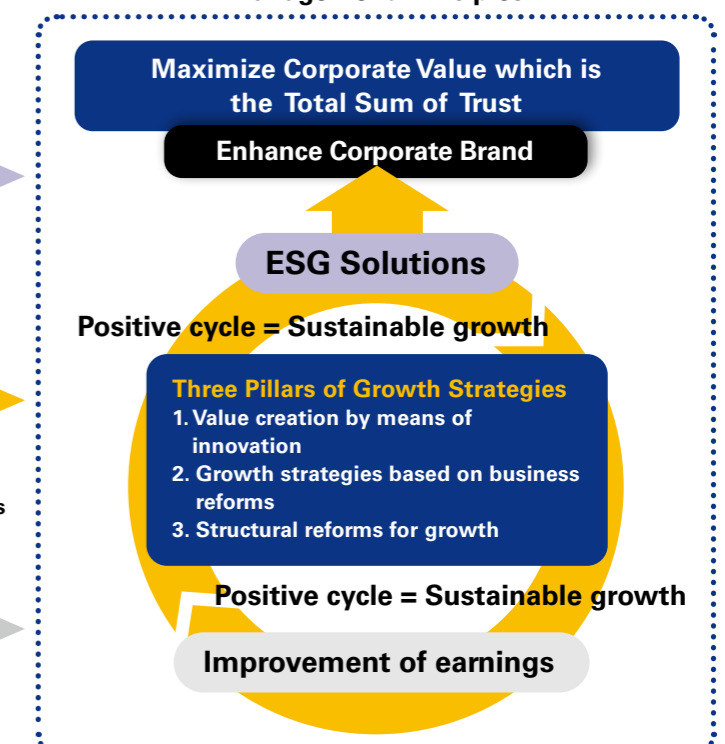 Maximize Corporate Value which is
the Total Sum of Trust
Enhance Corporate Brand
ESG Solutions
Positive cycle = Sustainable growth
Three Pillars of Growth Strategies
1. Value creation by means of
innovation
2. Growth strategies based on business
reforms
3. Structural reforms for growth
s
Positive cycle = Sustainable growth
Improvement of earnings